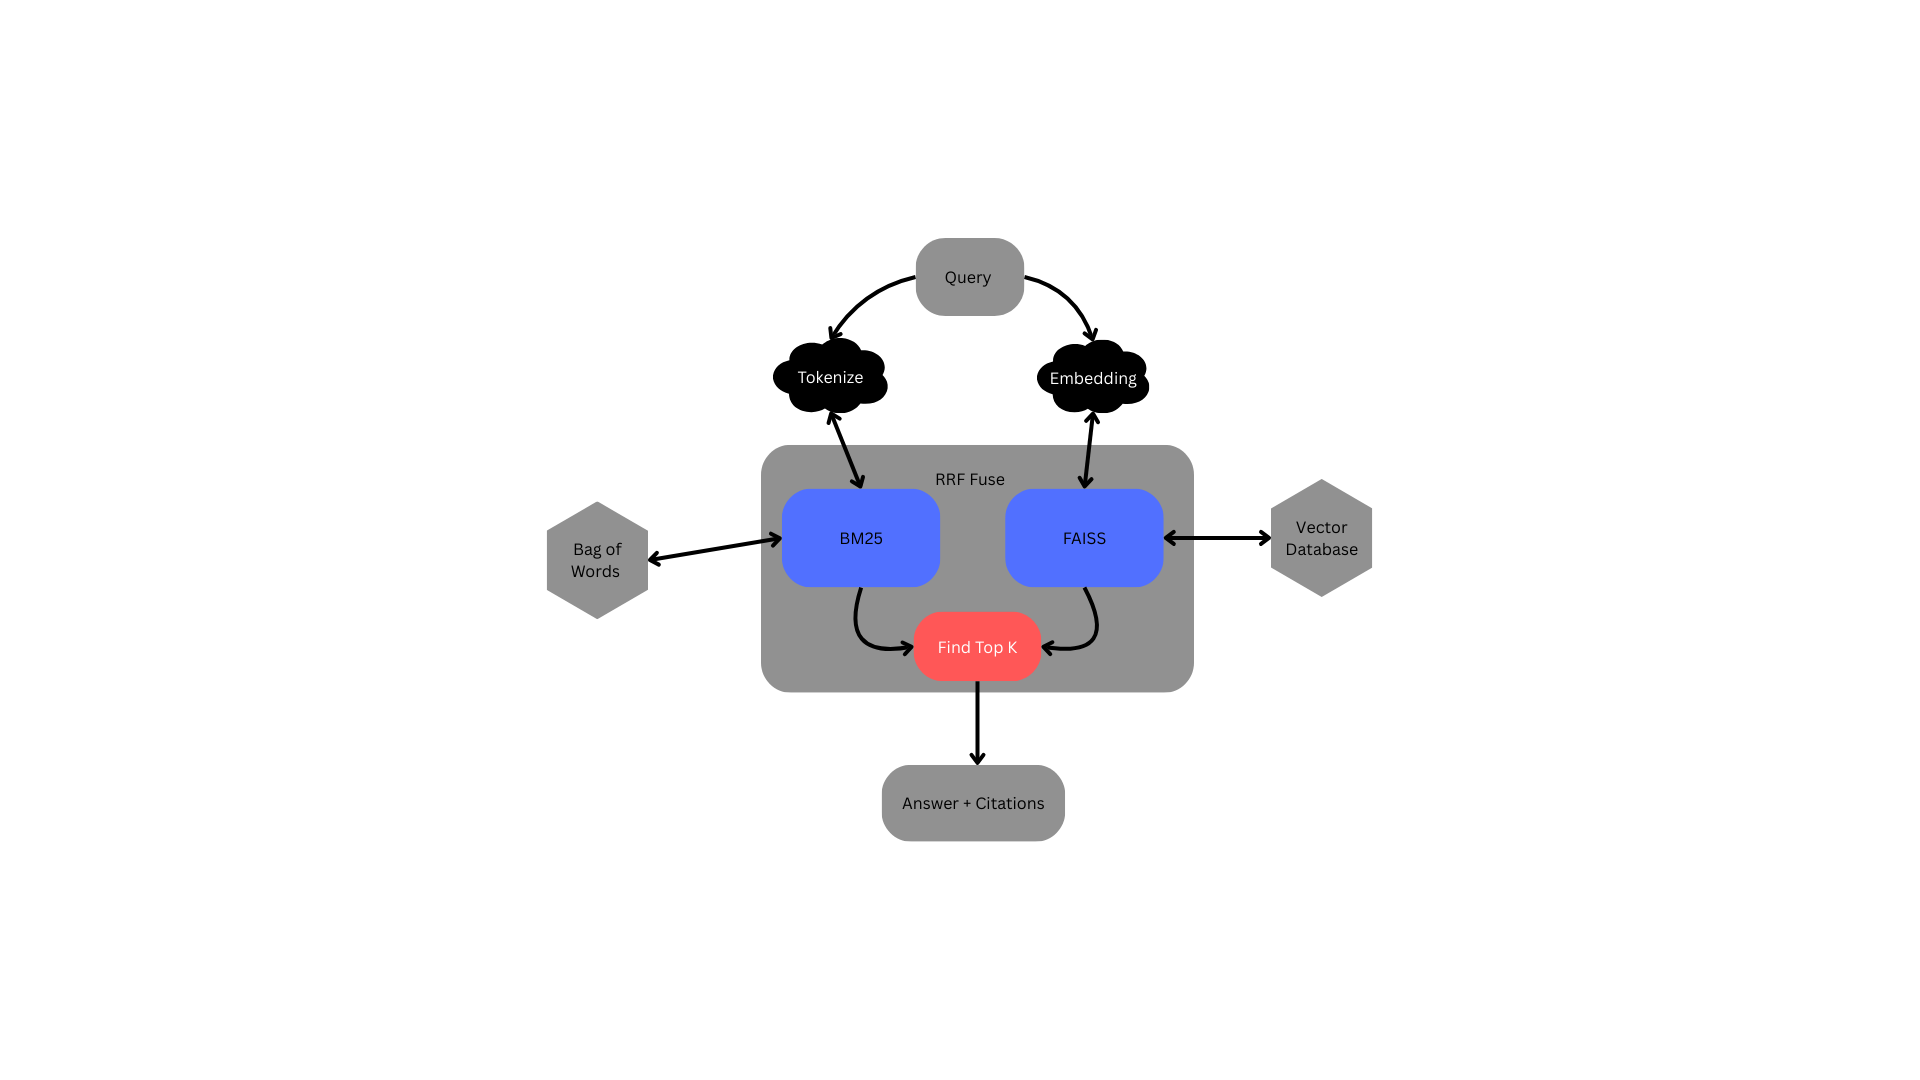 Query
Tokenize
Embedding
RRF Fuse
Bag of
Words
BM25
FAISS
Vector
Database
Find Top K
Answer + Citations